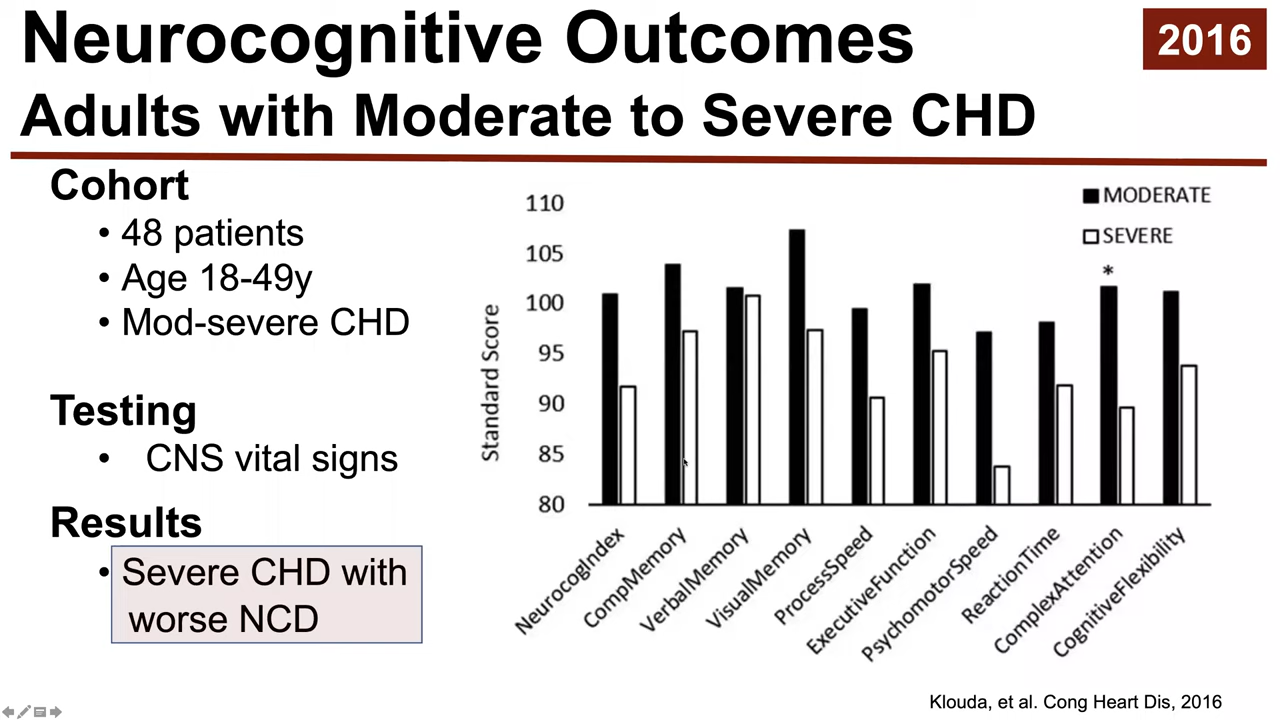 Neurocognitive Outcomes
2016
Adults with Moderate to Severe CHD
Cohort
• 48 patients
• Age 18-49y
• Mod-severe CHD
Testing
• CNS vital signs
Results
• Severe CHD with
worse NCD
MODERATE
SEVERE
*
Standard Score
110
105
100
95
90
85
80
NeurocogIndex
CompMemory
VerbalMemory
VisualMemory
ProcessSpeed
ExecutiveFunction
PsychomotorSpeed
ReactionTime
ComplexAttention
CognitiveFlexibility
Klouda, et al. Cong Heart Dis, 2016